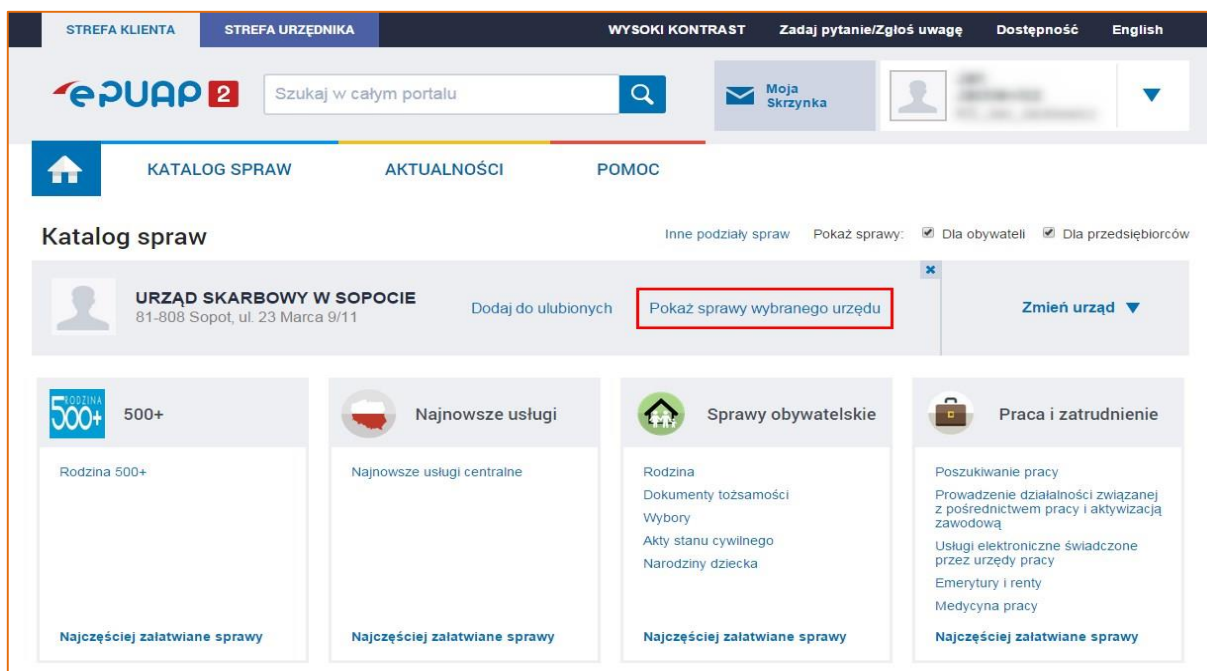 STREFA KLIENTA STREFA URZĘDNIKA WYSOKI KONTRAST Zadaj pytanie/Zgłoś uwagę Dostępność English
ePUAP 2 Szukaj w całym portalu Moja
Skrzynka
KATALOG SPRAW AKTUALNOŚCI POMOC
Katalog spraw Inne podziały spraw Pokaż sprawy: Dla obywateli Dla przedsiębiorców
URZĄD SKARBOWY W SOPOCIE
81-808 Sopot, ul. 23 Marca 9/11
Dodaj do ulubionych Pokaż sprawy wybranego urzędu Zmień urząd
RODZINA
500+
500+
Rodzina 500+
Najczęściej załatwiane sprawy
Najnowsze usługi
Najnowsze usługi centralne
Najczęściej załatwiane sprawy
Sprawy obywatelskie
Rodzina
Dokumenty tożsamości
Wybory
Akty stanu cywilnego
Narodziny dziecka
Najczęściej załatwiane sprawy
Praca i zatrudnienie
Poszukiwanie pracy
Prowadzenie działalności związanej
z pośrednictwem pracy i aktywizacją
zawodową
Usługi elektroniczne świadczone
przez urzędy pracy
Emerytury i renty
Medycyna pracy
Najczęściej załatwiane sprawy